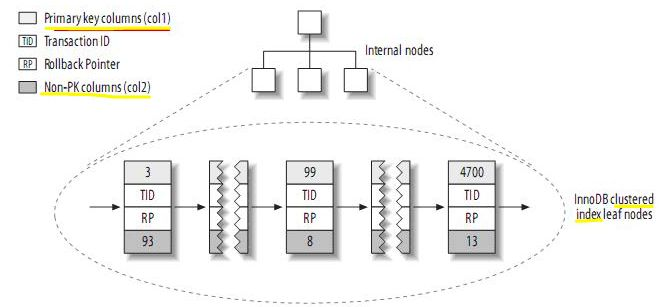 Primary key columns (col1)
TID Transaction ID
RP Rollback Pointer
Non-PK columns (col2)
Internal nodes
3 99 4700
TID TID TID
RP RP RP
93 8 13
InnoDB clustered
index leaf nodes